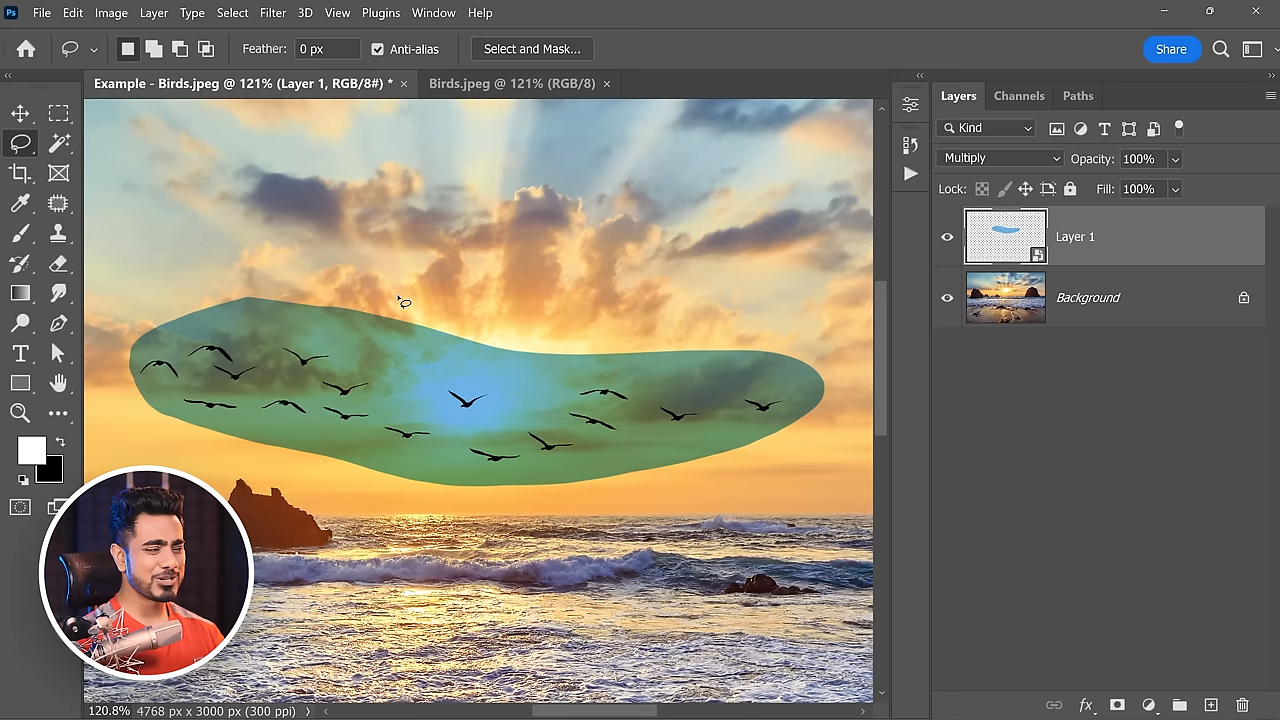 Ps File Edit Image Layer Type Select Filter 3D View Plugins Window Help
Feather: 0 px Anti-alias Select and Mask... Share
Example - Birds.jpeg @ 121% (Layer 1, RGB/8#) * × Birds.jpeg @ 121% (RGB/8) ×
Layers Channels Paths
Kind
Multiply Opacity: 100%
Lock: Fill: 100%
Layer 1
Background
120.8% 4768 px x 3000 px (300 ppi)
fx